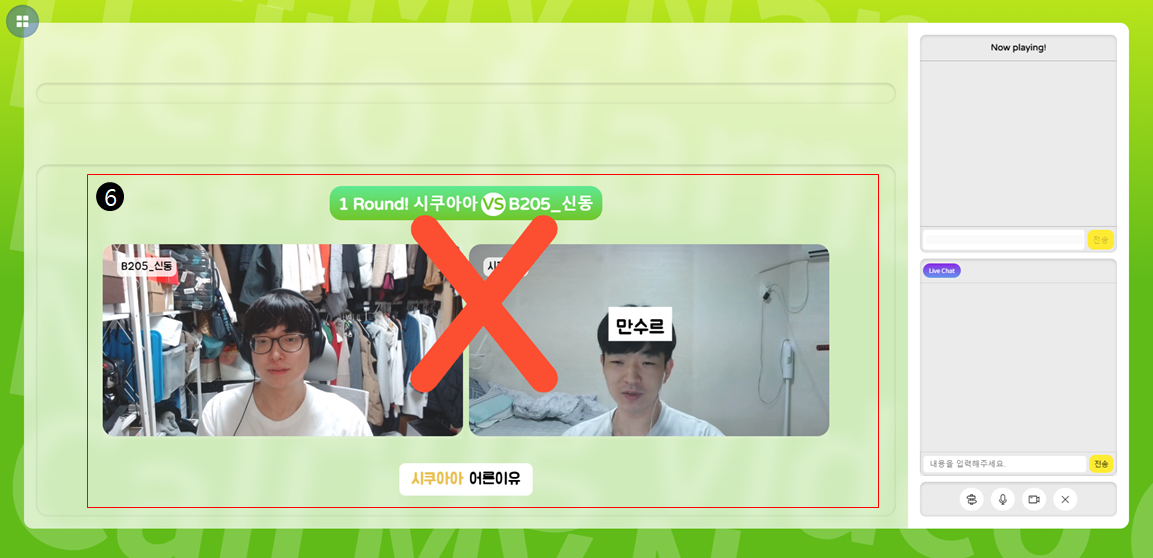 Now playing!
6
1 Round! 시쿠아아 VS B205_신동
B205_신동
만수르
시쿠아아 어른이유
전송
Live Chat
내용을 입력해주세요.
전송